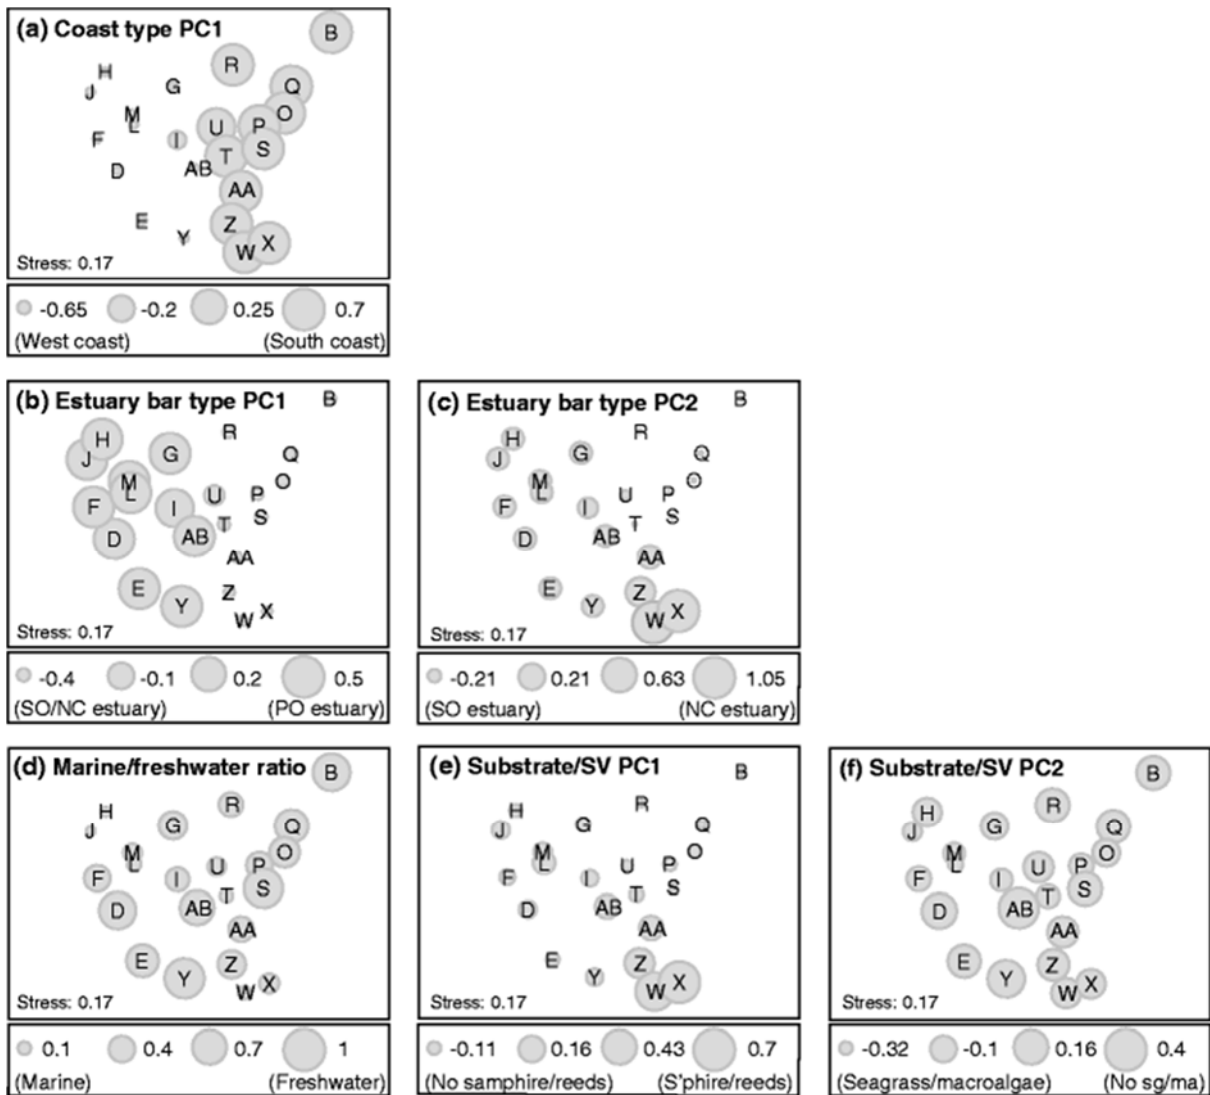 (a) Coast type PC1
B
R
H
G
Q
J
M
L
O
U
P
F
I
T
S
D
AB
AA
E
Y
Z
W
X
Stress: 0.17
-0.65 -0.2 0.25 0.7
(West coast) (South coast)
(b) Estuary bar type PC1
B
H
R
J
G
Q
M
L
O
U
P
F
I
T
S
D
AB
AA
E
Y
Z
W
X
Stress: 0.17
-0.4 -0.1 0.2 0.5
(SO/NC estuary) (PO estuary)
(c) Estuary bar type PC2
B
H
R
J
G
Q
M
L
O
U
P
F
I
T
S
D
AB
AA
E
Y
Z
W
X
Stress: 0.17
-0.21 0.21 0.63 1.05
(SO estuary) (NC estuary)
(d) Marine/freshwater ratio
B
H
R
J
G
Q
M
L
O
U
P
F
I
T
S
D
AB
AA
E
Y
Z
W
X
Stress: 0.17
0.1 0.4 0.7 1
(Marine) (Freshwater)
(e) Substrate/SV PC1
B
H
R
J
G
Q
M
L
O
U
P
F
I
T
S
D
AB
AA
E
Y
Z
W
X
Stress: 0.17
-0.11 0.16 0.43 0.7
(No samphire/reeds) (S'phire/reeds)
(f) Substrate/SV PC2
B
H
R
J
G
Q
M
L
O
U
P
F
I
T
S
D
AB
AA
E
Y
Z
W
X
Stress: 0.17
-0.32 -0.1 0.16 0.4
(Seagrass/macroalgae) (No sg/ma)